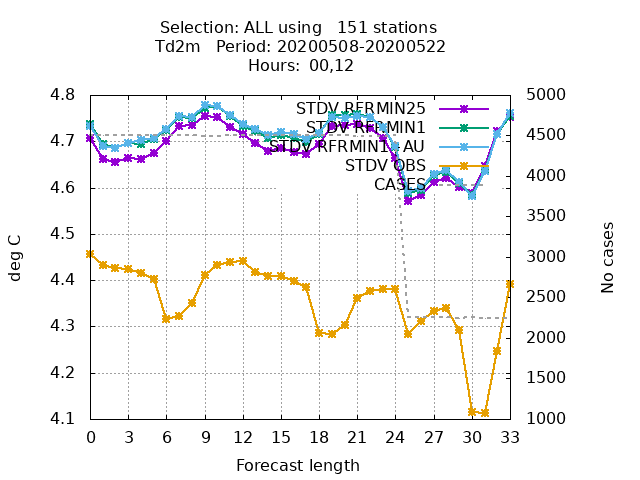 Selection: ALL using   151 stations
Td2m   Period: 20200508-20200522
Hours:  00,12
4.8
4.7
4.6
4.5
4.4
4.3
4.2
4.1
deg C
5000
4500
4000
3500
3000
2500
2000
1500
1000
No cases
STDV RFRMIN25
STDV RFRMIN1
STDV OBS
CASES
0 3 6 9 12 15 18 21 24 27 30 33
Forecast length